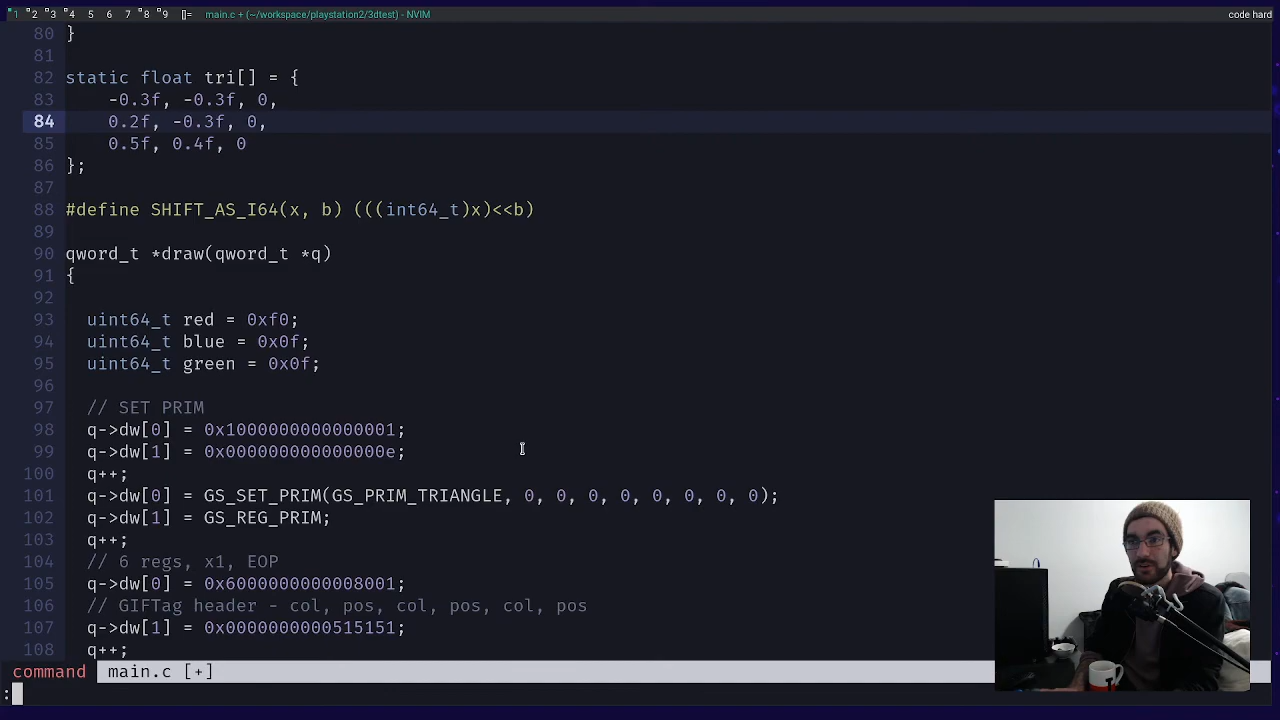 1 2 3 4 5 6 7 8 9 []= main.c + (~/workspace/playstation2/3dtest) - NVIM code hard
80 }
81
82 static float tri[] = {
83 -0.3f, -0.3f, 0,
84 0.2f, -0.3f, 0,
85 0.5f, 0.4f, 0
86 };
87
88 #define SHIFT_AS_I64(x, b) (((int64_t)x)<<b)
89
90 qword_t *draw(qword_t *q)
91 {
92
93 uint64_t red = 0xf0;
94 uint64_t blue = 0x0f;
95 uint64_t green = 0x0f;
96
97 // SET PRIM
98 q->dw[0] = 0x1000000000000001;
99 q->dw[1] = 0x000000000000000e;
100 q++;
101 q->dw[0] = GS_SET_PRIM(GS_PRIM_TRIANGLE, 0, 0, 0, 0, 0, 0, 0, 0);
102 q->dw[1] = GS_REG_PRIM;
103 q++;
104 // 6 regs, x1, EOP
105 q->dw[0] = 0x6000000000008001;
106 // GIFTag header - col, pos, col, pos, col, pos
107 q->dw[1] = 0x0000000000515151;
108 q++;
command main.c [+]
: